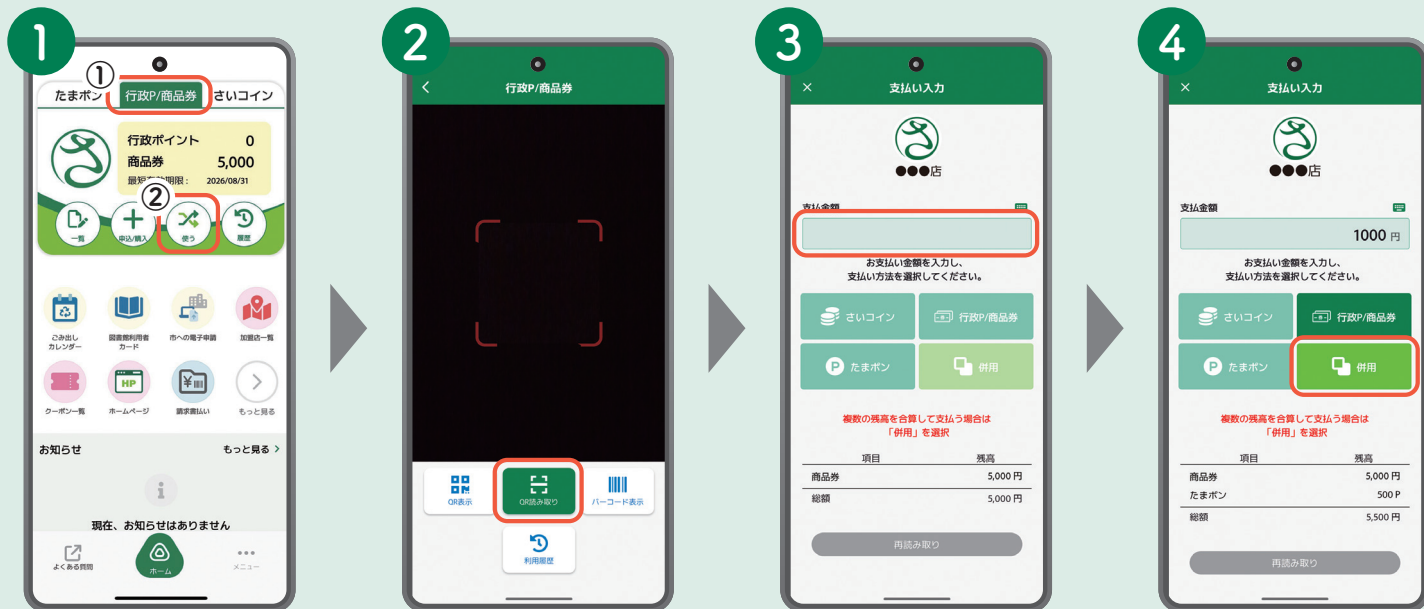 1
①
たまポン
行政P/商品券
さいコイン
行政ポイント 0
商品券 5,000
最短有効期限： 2026/08/31
②
一覧
申込/購入
使う
履歴
ごみ出し
カレンダー
図書館利用者
カード
市への電子申請
加盟店一覧
クーポン一覧
HP
ホームページ
請求書払い
もっと見る
お知らせ
もっと見る
現在、お知らせはありません
よくある質問
ホーム
メニュー
2
行政P/商品券
QR表示
QR読み取り
バーコード表示
利用履歴
3
支払い入力
●●●店
支払金額
お支払い金額を入力し、
支払い方法を選択してください。
さいコイン
行政P/商品券
P たまポン
併用
複数の残高を合算して支払う場合は
「併用」を選択
項目 残高
商品券 5,000 円
総額 5,000 円
再読み取り
4
支払い入力
●●●店
支払金額
1000 円
お支払い金額を入力し、
支払い方法を選択してください。
さいコイン
行政P/商品券
P たまポン
併用
複数の残高を合算して支払う場合は
「併用」を選択
項目 残高
商品券 5,000 円
たまポン 500 P
総額 5,500 円
再読み取り